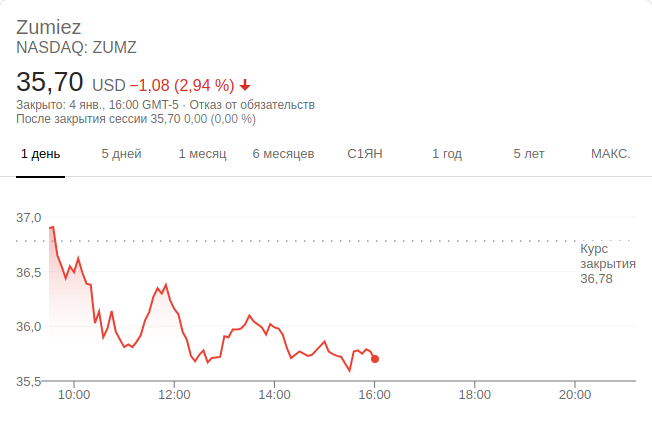 Zumiez
NASDAQ: ZUMZ
35,70 USD −1,08 (2,94 %)
Закрыто: 4 янв., 16:00 GMT-5 · Отказ от обязательств
После закрытия сессии 35,70 0,00 (0,00 %)
1 день 5 дней 1 месяц 6 месяцев С1ЯН 1 год 5 лет МАКС.
37,0
Курс
закрытия
36,5
36,78
36,0
35,5
10:00 12:00 14:00 16:00 18:00 20:00